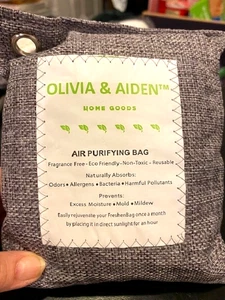 OLIVIA & AIDEN™
HOME GOODS
AIR PURIFYING BAG
Fragrance Free - Eco Friendly - Non-Toxic - Reusable
Naturally Absorbs:
Odors • Allergens • Bacteria • Harmful Pollutants
Prevents:
Excess Moisture • Mold • Mildew
Easily rejuvenate your FreshenBag once a month
by placing it in direct sunlight for an hour